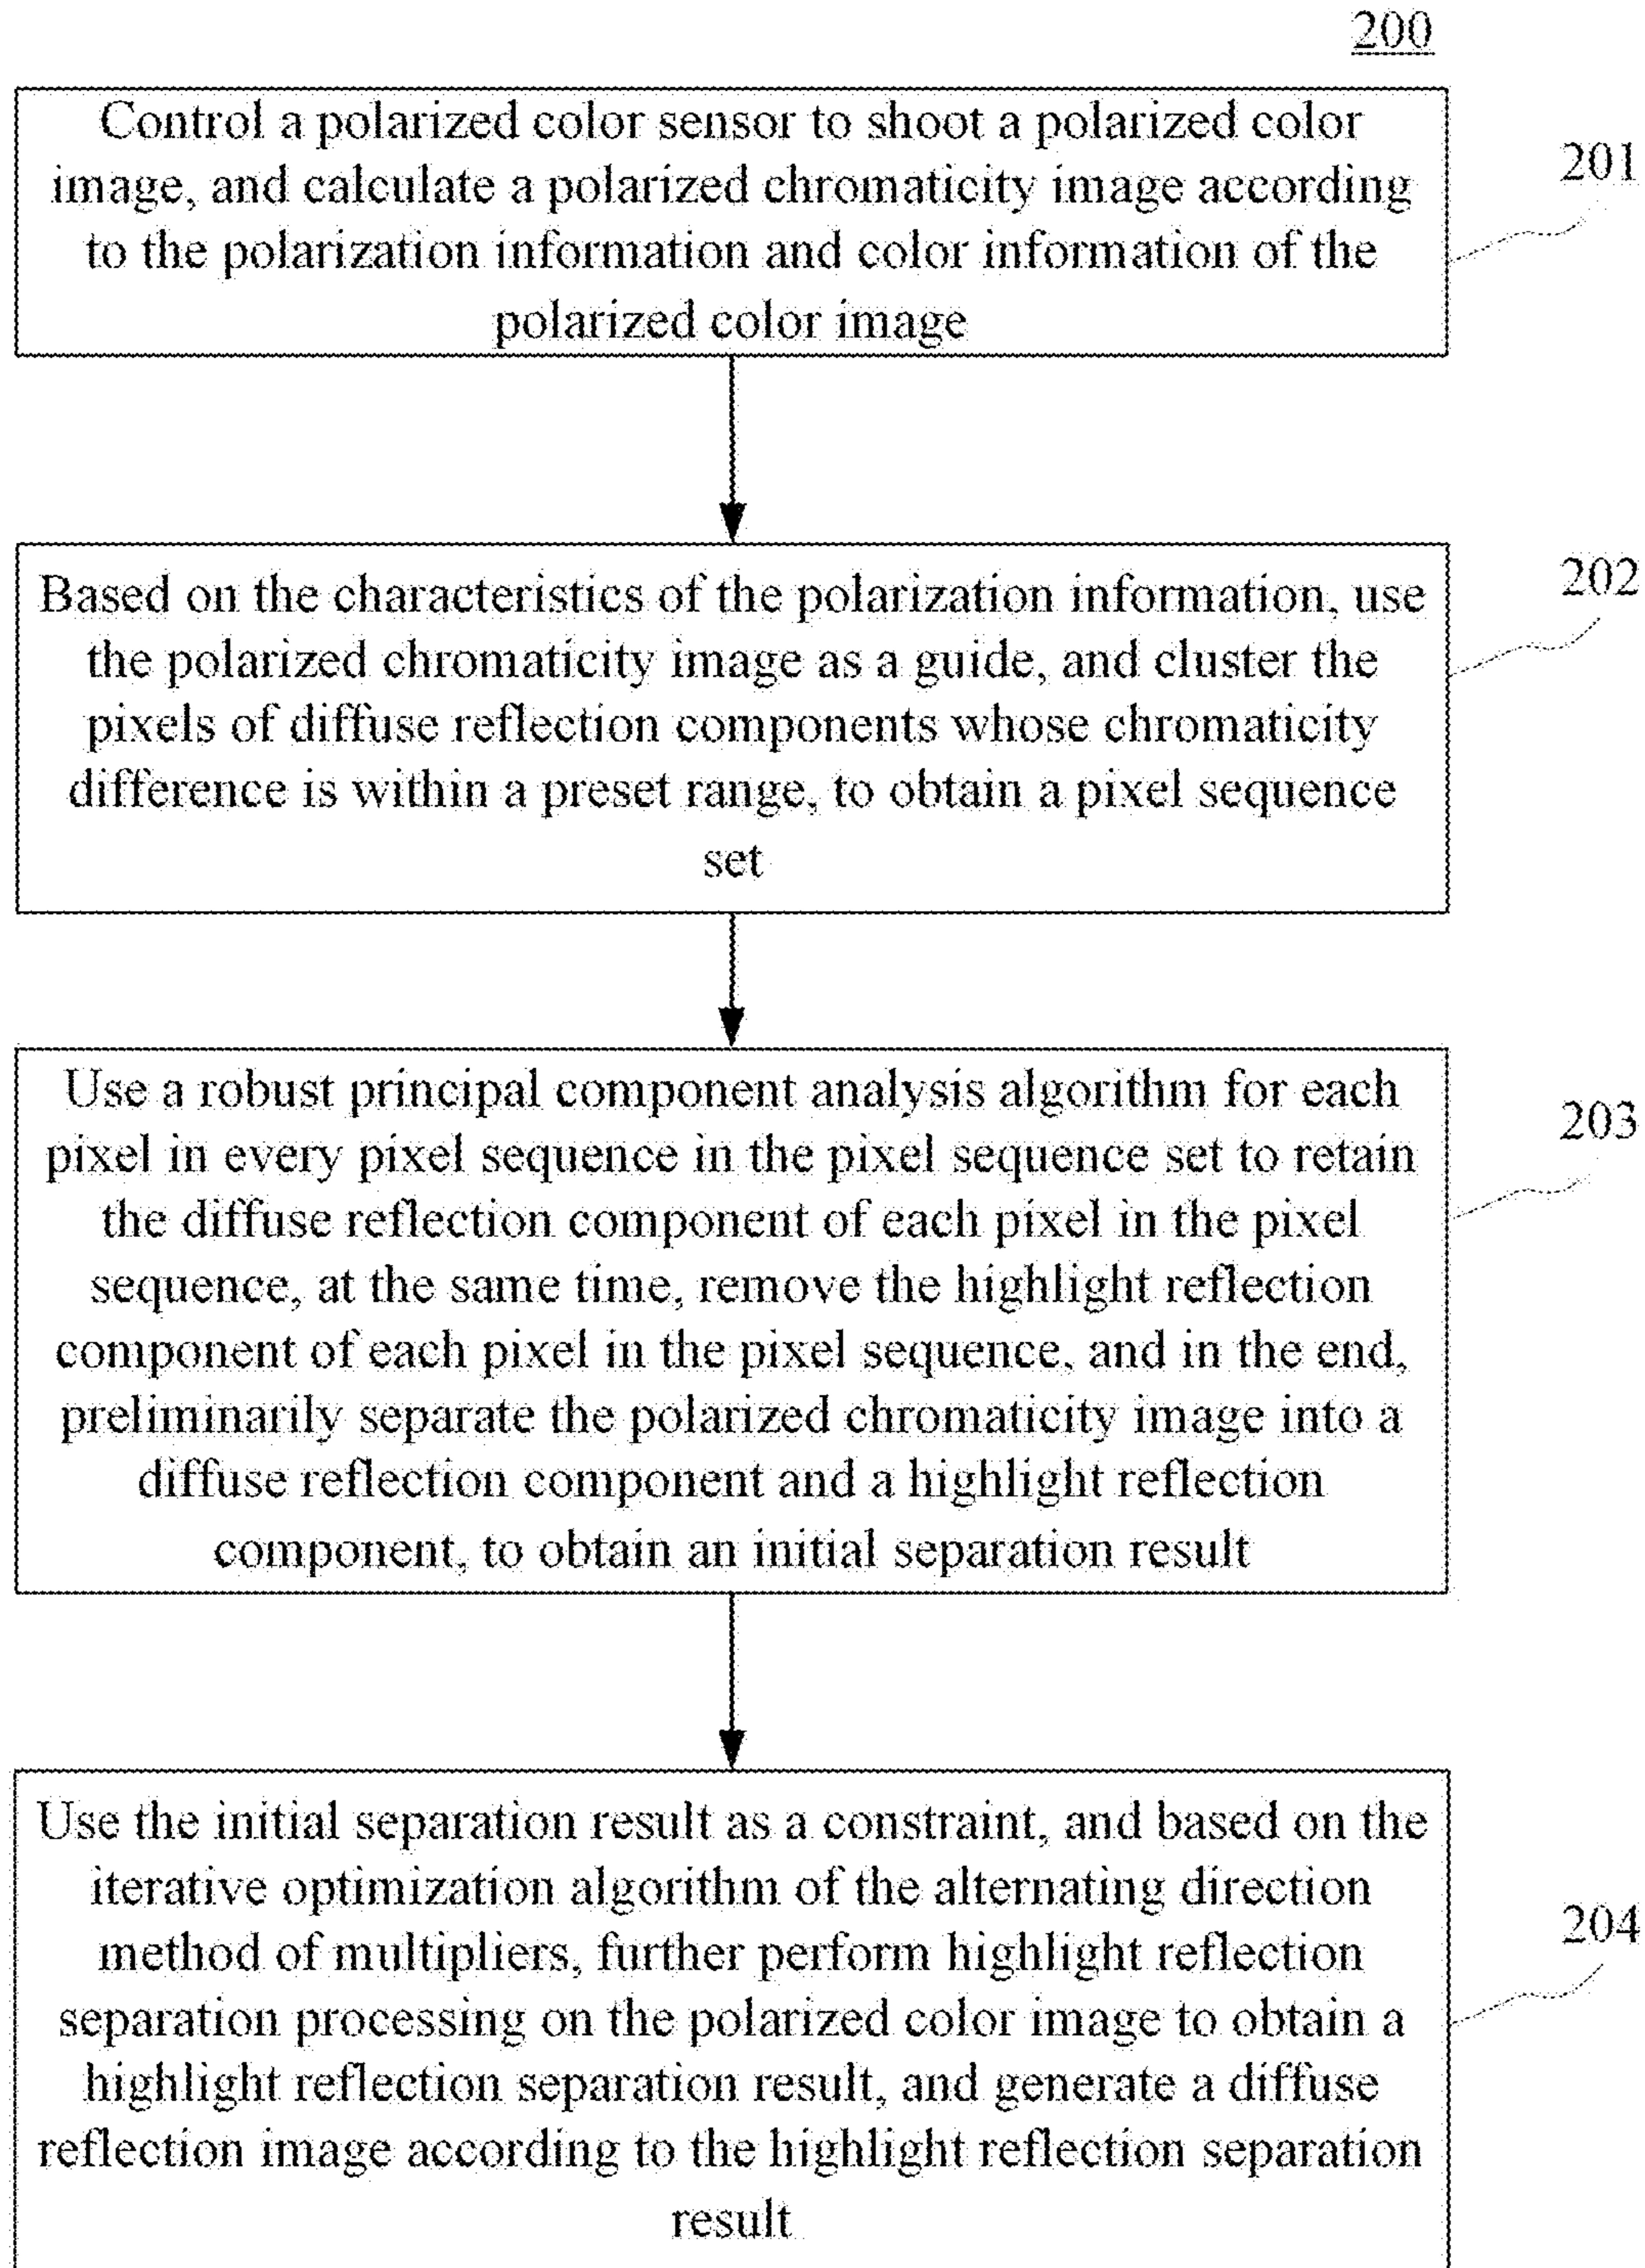 200
Control a polarized color sensor to shoot a polarized color
image, and calculate a polarized chromaticity image according
to the polarization information and color information of the
polarized color image
201
Based on the characteristics of the polarization information, use
the polarized chromaticity image as a guide, and cluster the
pixels of diffuse reflection components whose chromaticity
difference is within a preset range, to obtain a pixel sequence
set
202
Use a robust principal component analysis algorithm for each
pixel in every pixel sequence in the pixel sequence set to retain
the diffuse reflection component of each pixel in the pixel
sequence, at the same time, remove the highlight reflection
component of each pixel in the pixel sequence, and in the end,
preliminarily separate the polarized chromaticity image into a
diffuse reflection component and a highlight reflection
component, to obtain an initial separation result
203
Use the initial separation result as a constraint, and based on the
iterative optimization algorithm of the alternating direction
method of multipliers, further perform highlight reflection
separation processing on the polarized color image to obtain a
highlight reflection separation result, and generate a diffuse
reflection image according to the highlight reflection separation
result
204